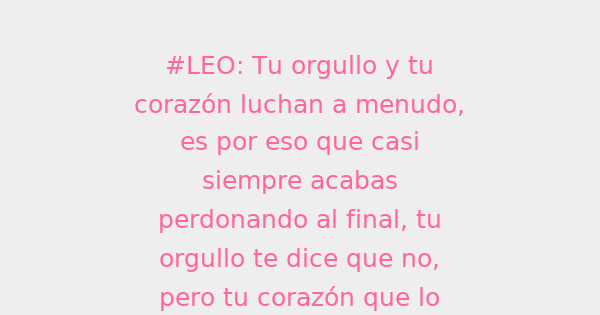 #LEO: Tu orgullo y tu
corazón luchan a menudo,
es por eso que casi
siempre acabas
perdonando al final, tu
orgullo te dice que no,
pero tu corazón que lo